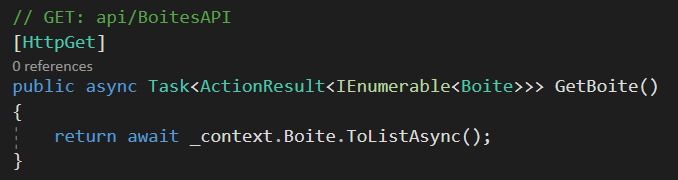 // GET: api/BoitesAPI
[HttpGet]
0 references
public async Task<ActionResult<IEnumerable<Boite>>> GetBoite()
{
return await _context.Boite.ToListAsync();
}